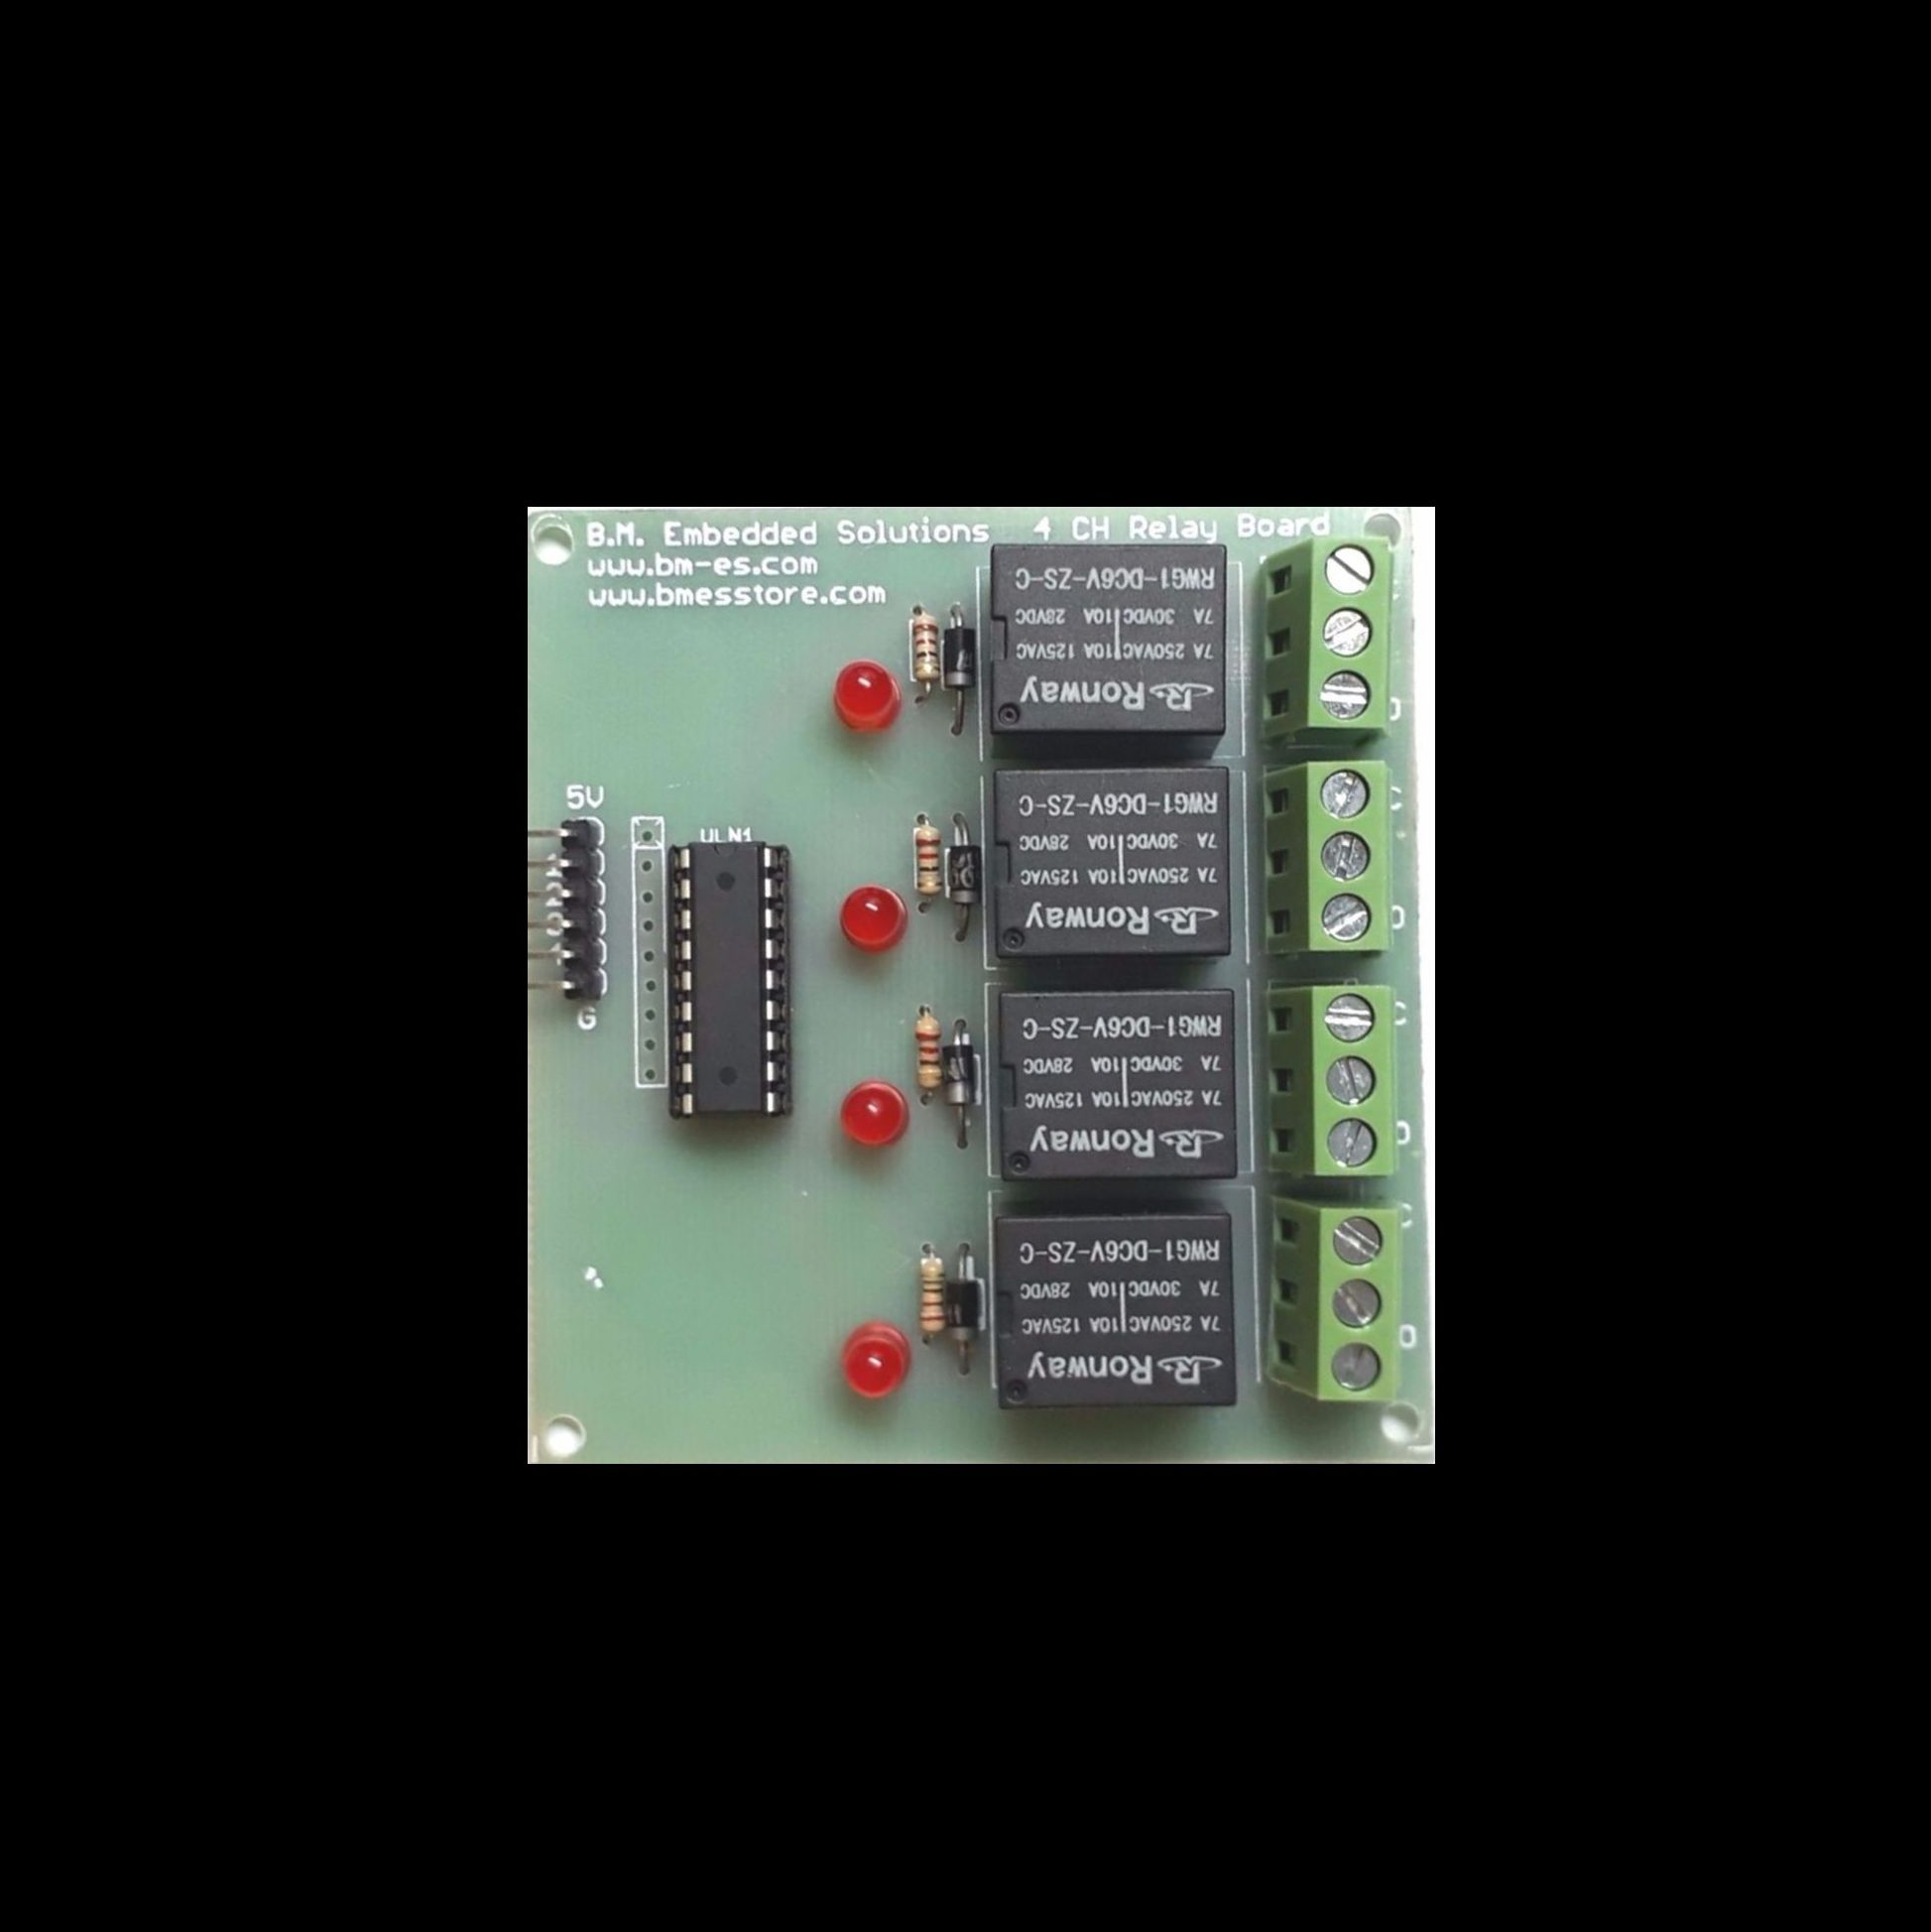 B.M. Embedded Solutions 4 CH Relay Board
www.bm-es.com
www.bmesstore.com
5V
G
ULN1
Ronway
7A 250VAC 10A 125VAC
7A 30VDC 10A 28VDC
RWG1-DC6V-ZS-C
Ronway
7A 250VAC 10A 125VAC
7A 30VDC 10A 28VDC
RWG1-DC6V-ZS-C
Ronway
7A 250VAC 10A 125VAC
7A 30VDC 10A 28VDC
RWG1-DC6V-ZS-C
Ronway
7A 250VAC 10A 125VAC
7A 30VDC 10A 28VDC
RWG1-DC6V-ZS-C